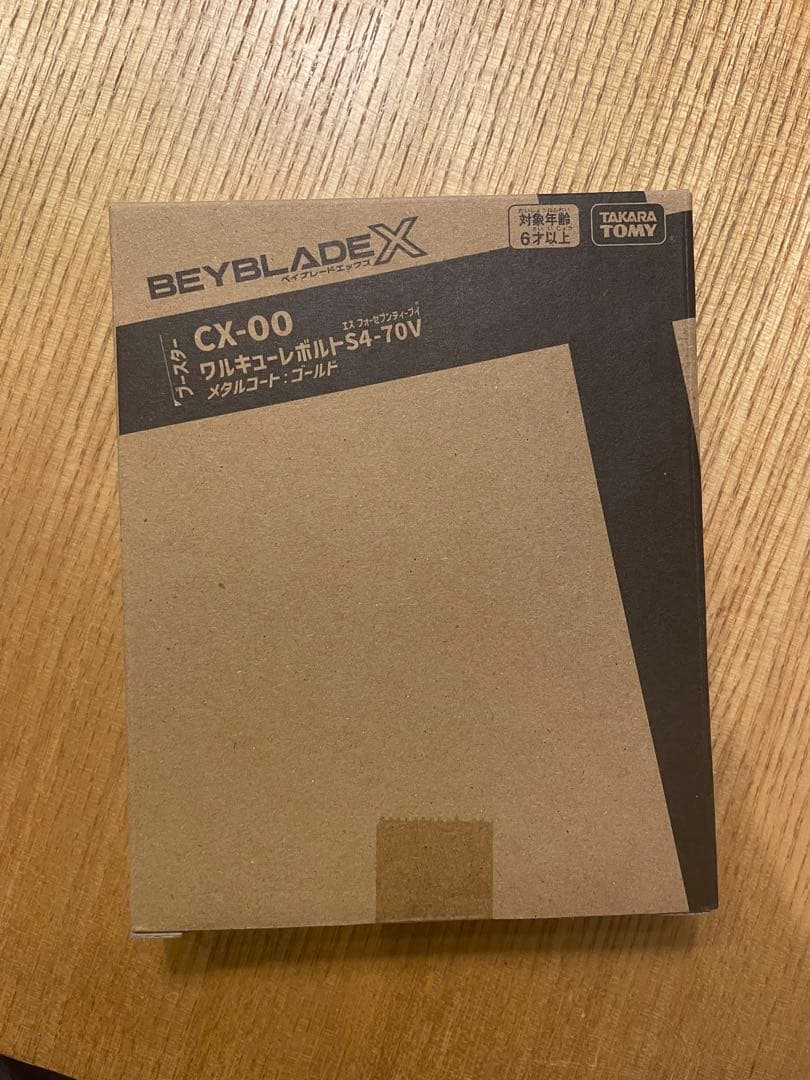 BEYBLADE X
ベイブレードエックス
たいしょうねんれい
対象年齢
さい いじょう
6才以上
TAKARA
TOMY
ブースター
CX-00
エス フォーセブンティーブイ
ワルキューレボルトS4-70V
メタルコート:ゴールド